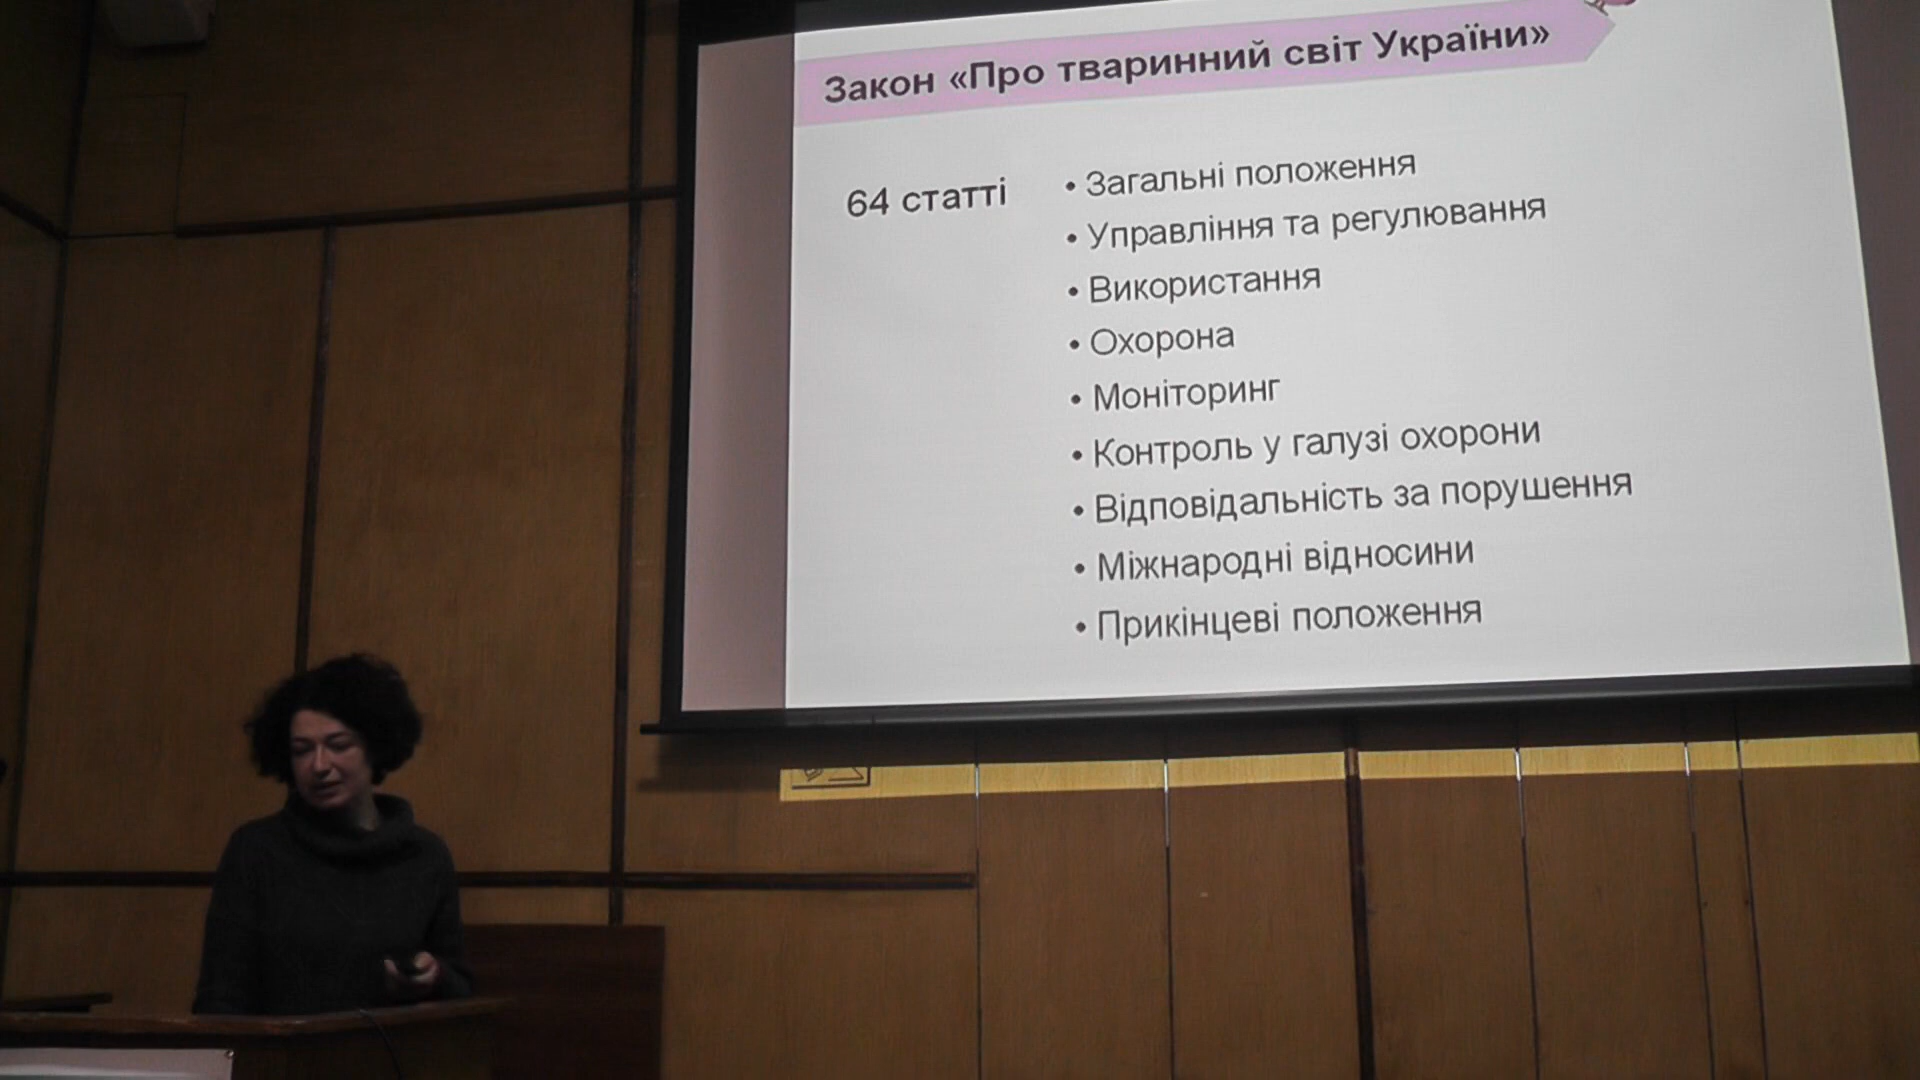 Закон «Про тваринний світ України»
64 статті
• Загальні положення
• Управління та регулювання
• Використання
• Охорона
• Моніторинг
• Контроль у галузі охорони
• Відповідальність за порушення
• Міжнародні відносини
• Прикінцеві положення